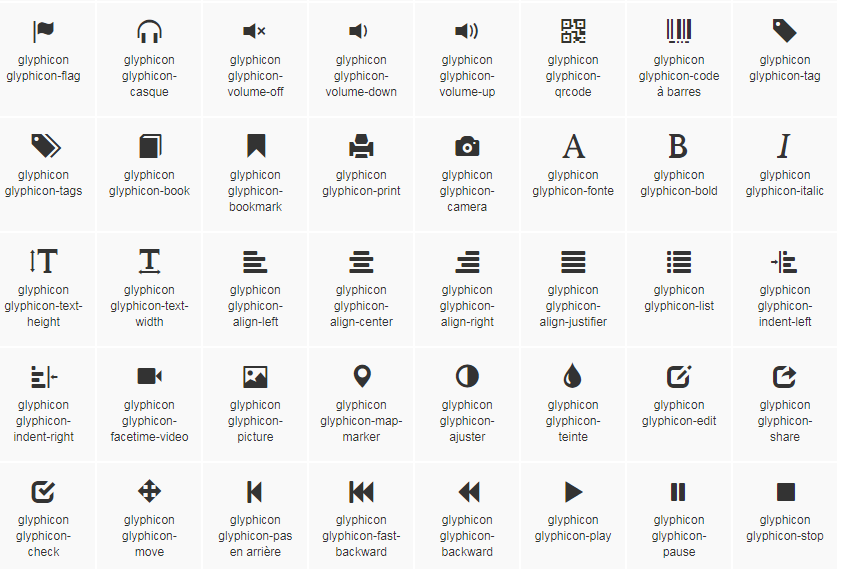 glyphicon
glyphicon-flag
glyphicon
glyphicon-
casque
glyphicon
glyphicon-
volume-off
glyphicon
glyphicon-
volume-down
glyphicon
glyphicon-
volume-up
glyphicon
glyphicon-
qrcode
glyphicon
glyphicon-code
à barres
glyphicon
glyphicon-tag
glyphicon
glyphicon-tags
glyphicon
glyphicon-book
glyphicon
glyphicon-
bookmark
glyphicon
glyphicon-print
glyphicon
glyphicon-
camera
A
glyphicon
glyphicon-fonte
B
glyphicon
glyphicon-bold
I
glyphicon
glyphicon-italic
T
glyphicon
glyphicon-text-
height
T
glyphicon
glyphicon-text-
width
glyphicon
glyphicon-
align-left
glyphicon
glyphicon-
align-center
glyphicon
glyphicon-
align-right
glyphicon
glyphicon-
align-justifier
glyphicon
glyphicon-list
glyphicon
glyphicon-
indent-left
glyphicon
glyphicon-
indent-right
glyphicon
glyphicon-
facetime-video
glyphicon
glyphicon-
picture
glyphicon
glyphicon-map-
marker
glyphicon
glyphicon-
ajuster
glyphicon
glyphicon-
teinte
glyphicon
glyphicon-edit
glyphicon
glyphicon-
share
glyphicon
glyphicon-
check
glyphicon
glyphicon-
move
glyphicon
glyphicon-pas
en arrière
glyphicon
glyphicon-fast-
backward
glyphicon
glyphicon-
backward
glyphicon
glyphicon-play
glyphicon
glyphicon-
pause
glyphicon
glyphicon-stop